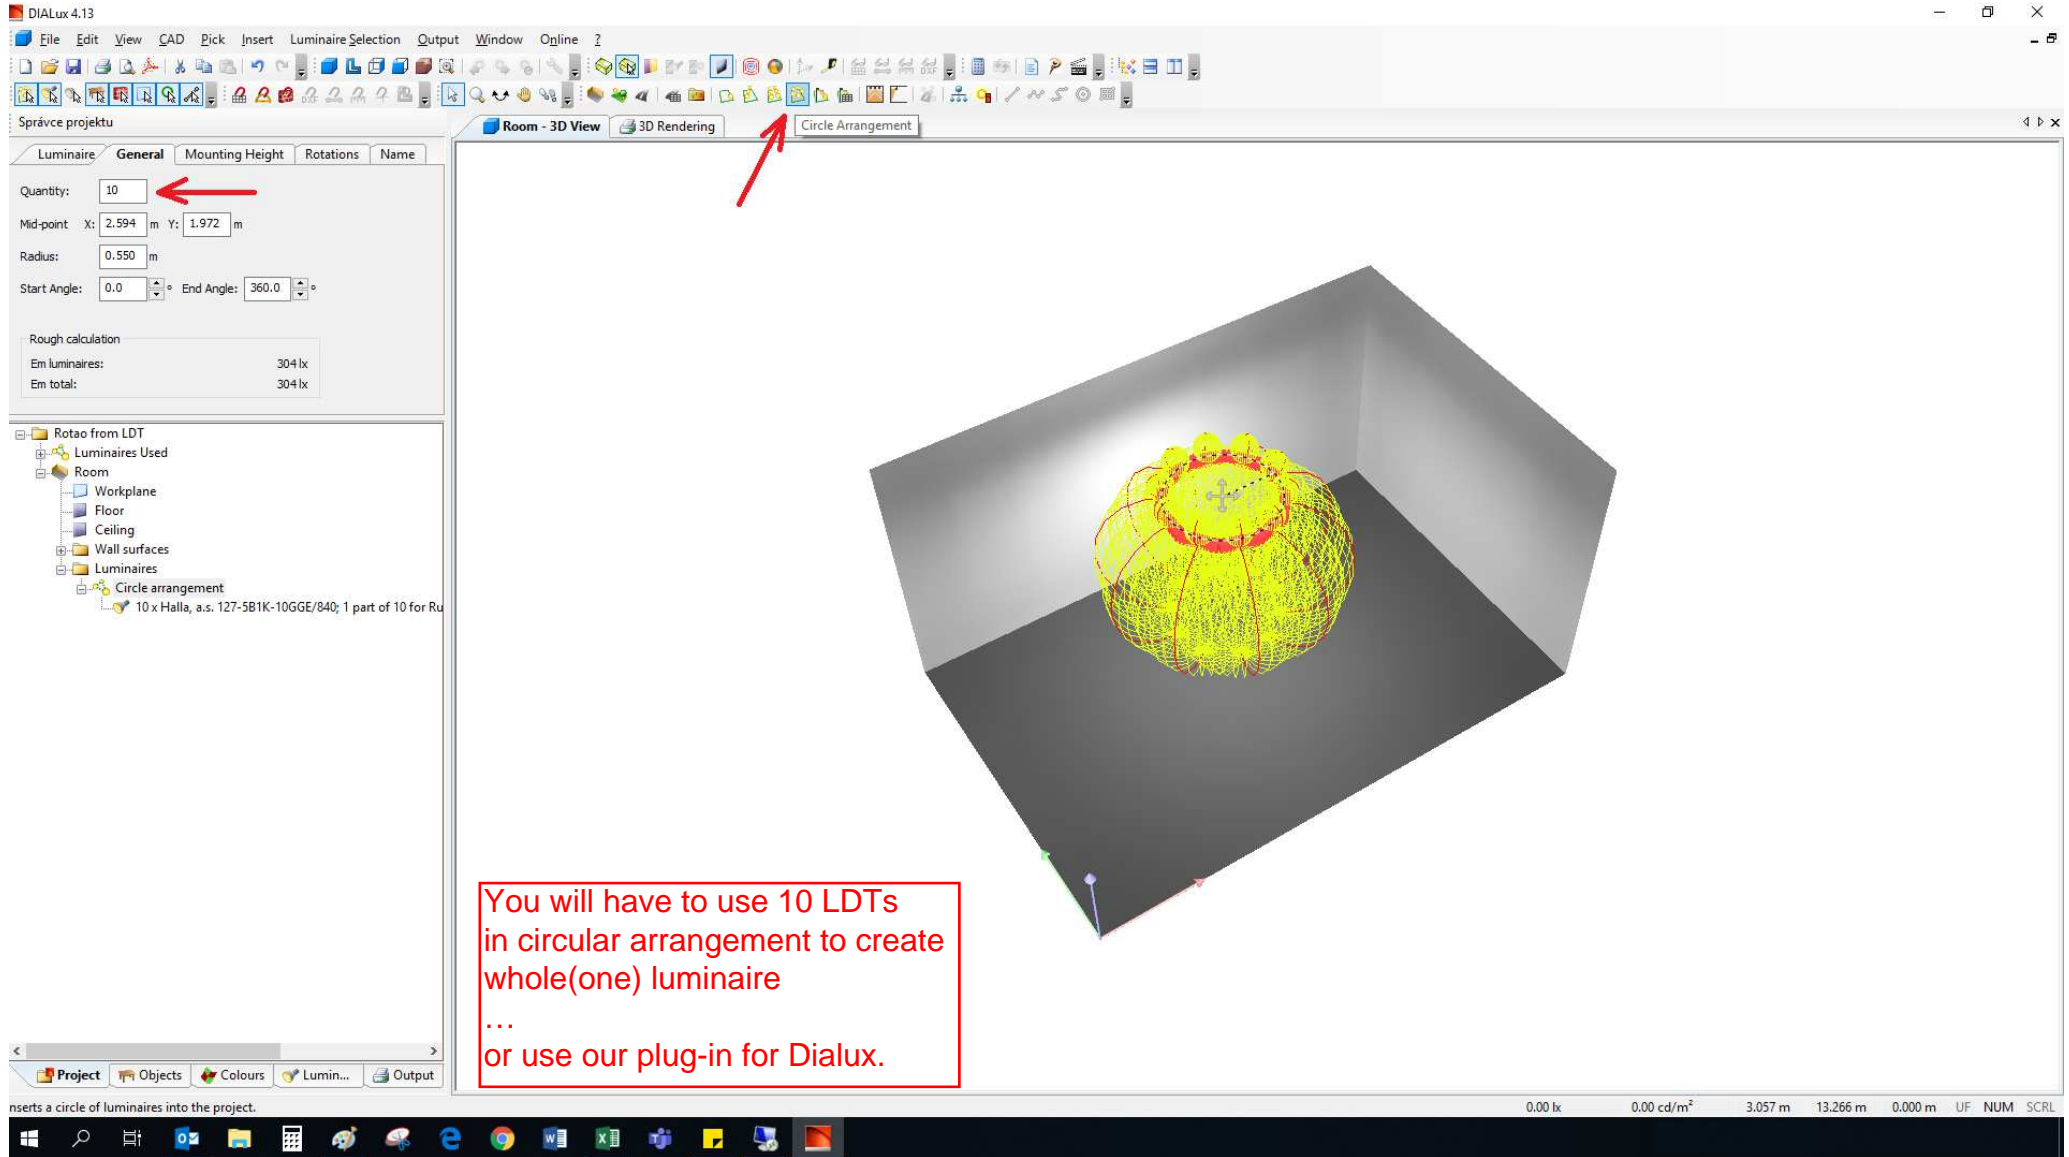 DIALux 4.13
File Edit View CAD Pick Insert Luminaire Selection Output Window Online ?
Správce projektu
Room - 3D View 3D Rendering
Circle Arrangement
Luminaire General Mounting Height Rotations Name
Quantity: 10
Mid-point X: 2.594 m Y: 1.972 m
Radius: 0.550 m
Start Angle: 0.0 ° End Angle: 360.0 °
Rough calculation
Em luminaires: 304 lx
Em total: 304 lx
Rotao from LDT
Luminaires Used
Room
Workplane
Floor
Ceiling
Wall surfaces
Luminaires
Circle arrangement
10 x Halla, a.s. 127-5B1K-10GGE/840; 1 part of 10 for Ru
You will have to use 10 LDTs
in circular arrangement to create
whole(one) luminaire
…
or use our plug-in for Dialux.
Project Objects Colours Lumin... Output
nserts a circle of luminaires into the project.
0.00 lx 0.00 cd/m² 3.057 m 13.266 m 0.000 m UF NUM SCRL